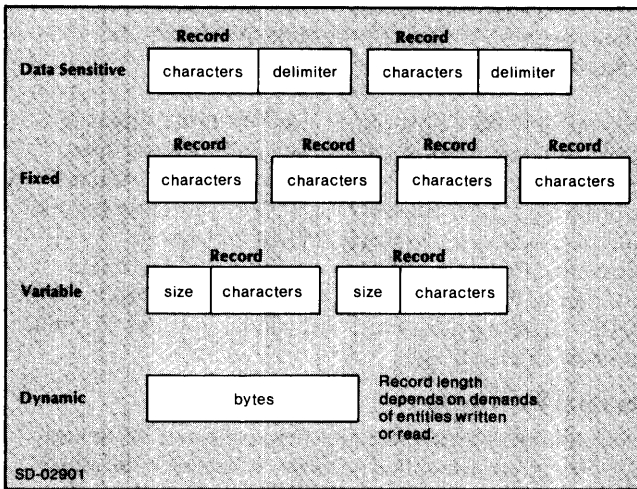 Record Record
Data Sensitive characters delimiter characters delimiter
Record Record Record Record
Fixed characters characters characters characters
Record Record
Variable size characters size characters
Dynamic bytes Record length
depends on demands
of entities written
or read.
SD-02901